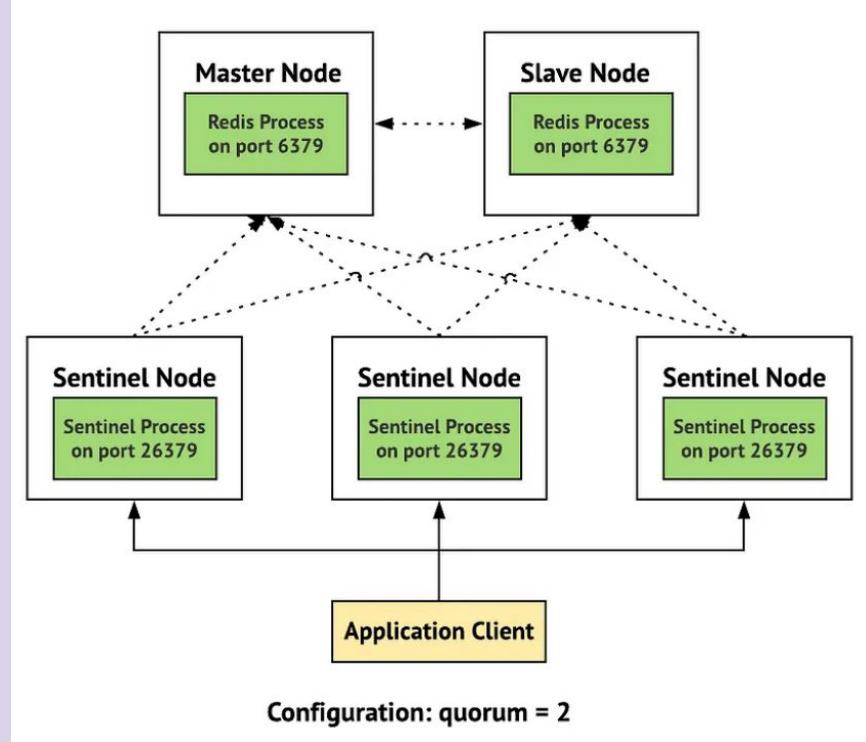 Master Node
Redis Process
on port 6379
Slave Node
Redis Process
on port 6379
Sentinel Node
Sentinel Process
on port 26379
Sentinel Node
Sentinel Process
on port 26379
Sentinel Node
Sentinel Process
on port 26379
Application Client
Configuration: quorum = 2